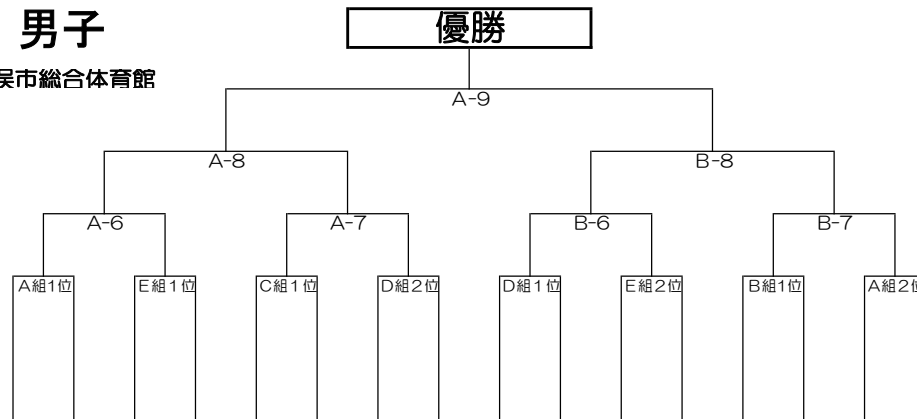 男子
優勝
市総合体育館
A-9
A-8
B-8
A-6
A-7
B-6
B-7
A組1位
E組1位
C組1位
D組2位
D組1位
E組2位
B組1位
A組2位